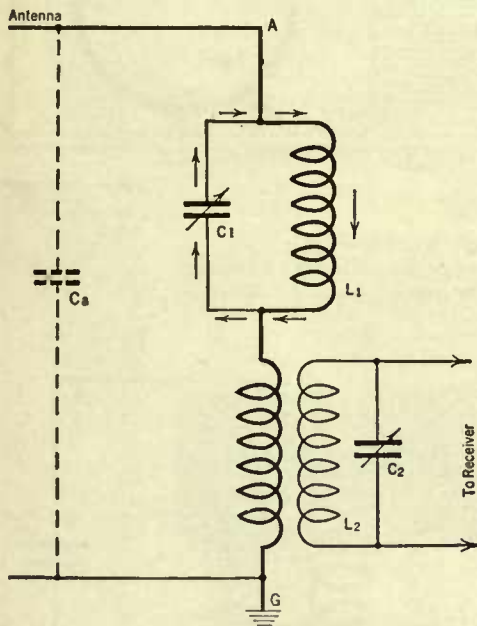 Antenna
A
C1
L1
Ca
C2
L2
To Receiver
G